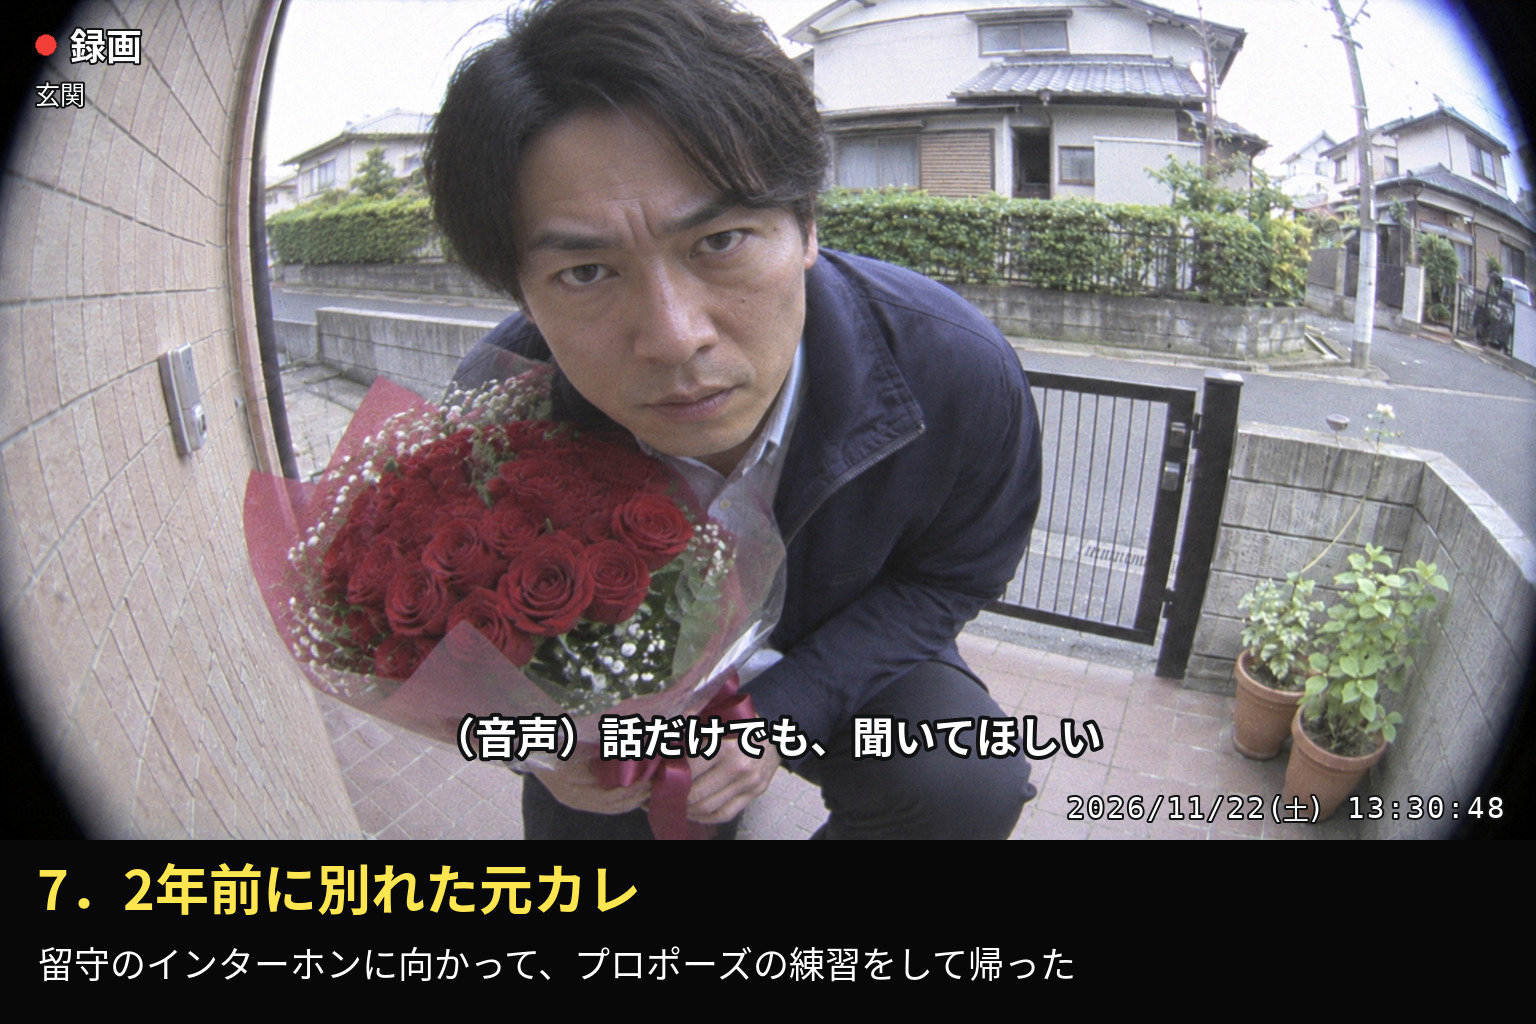 録画
玄関
（音声）話だけでも、聞いてほしい
2026/11/22(土) 13:30:48
7．2年前に別れた元カレ
留守のインターホンに向かって、プロポーズの練習をして帰った